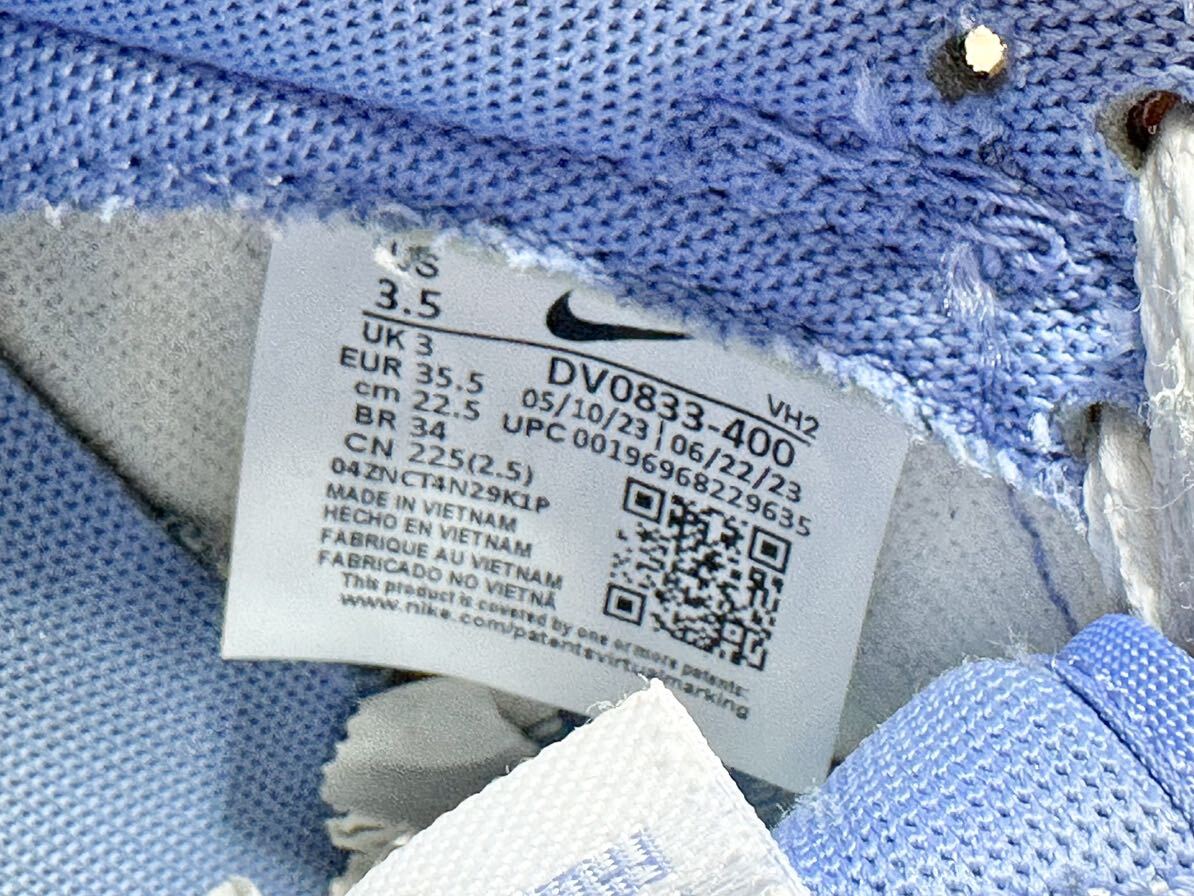 US
3.5
UK 3
EUR 35.5
cm 22.5
BR 34
CN 225(2.5)
04ZNCT4N29K1P
VH2
DV0833-400
05/10/23 | 06/22/23
UPC 00196968229635
MADE IN VIETNAM
HECHO EN VIETNAM
FABRIQUE AU VIETNAM
FABRICADO NO VIETNÃ
This product is covered by one or more patents:
www.nike.com/patentsvirtualmarking